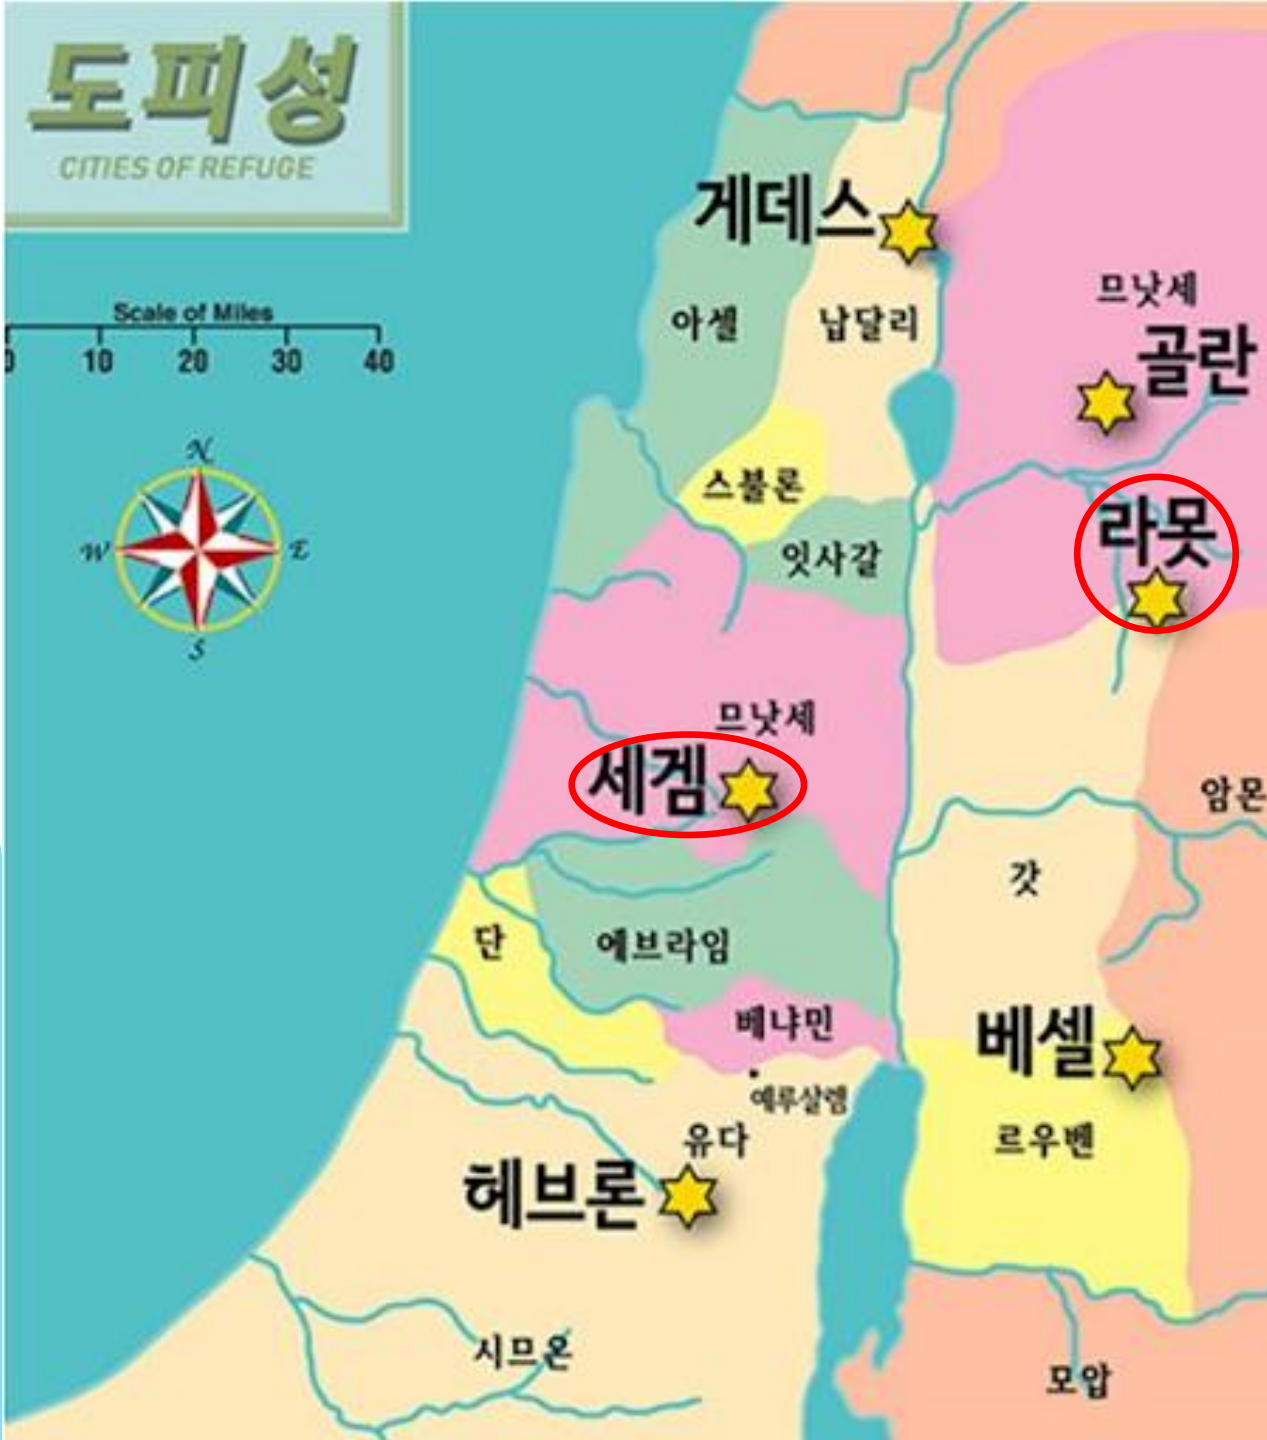 도피성
CITIES OF REFUGE
Scale of Miles
0 10 20 30 40
N
W E
S
게데스
아셀
납달리
므낫세
골란
스블론
잇사갈
라못
므낫세
세겜
암몬
갓
단
에브라임
베냐민
베셀
예루살렘
유다
르우벤
헤브론
시므온
모압